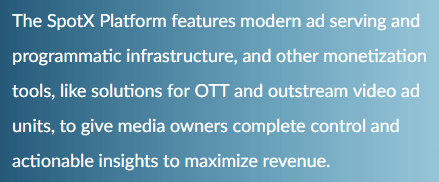 The SpotX Platform features modern ad serving and
programmatic infrastructure, and other monetization
tools, like solutions for OTT and outstream video ad
units, to give media owners complete control and
actionable insights to maximize revenue.